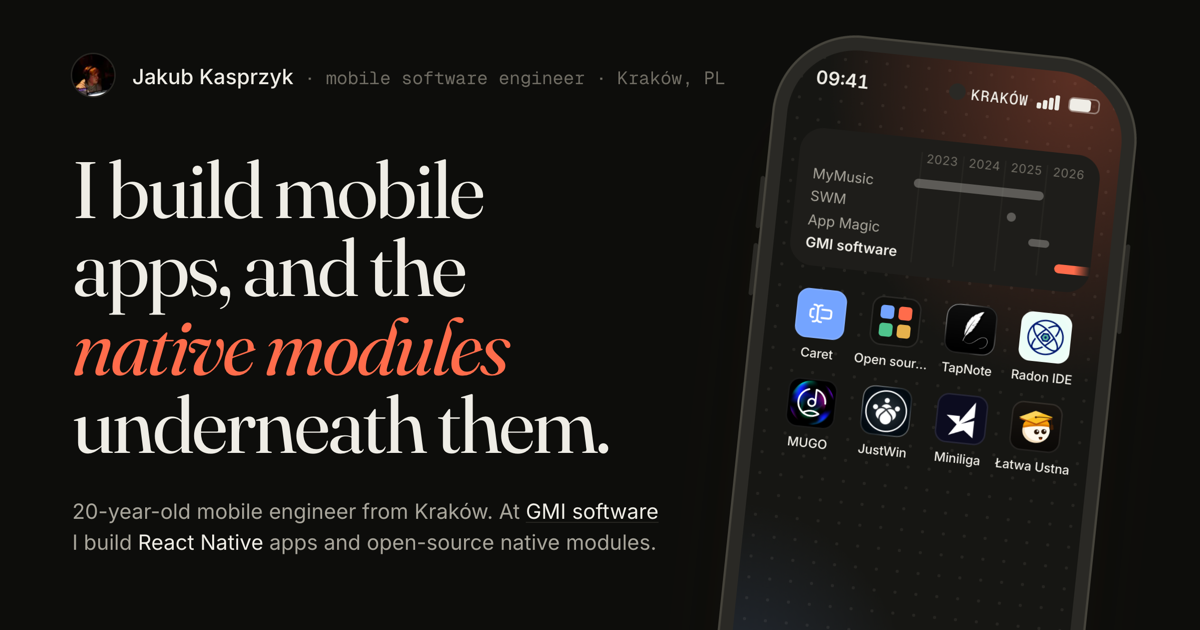 Jakub Kasprzyk · mobile software engineer · Kraków, PL
I build mobile
apps, and the
native modules
underneath them.
20-year-old mobile engineer from Kraków. At GMI software
I build React Native apps and open-source native modules.
09:41
KRAKÓW
2023 2024 2025 2026
MyMusic
SWM
App Magic
GMI software
Caret
Open sour...
TapNote
Radon IDE
MUGO
JustWin
Miniliga
Łatwa Ustna